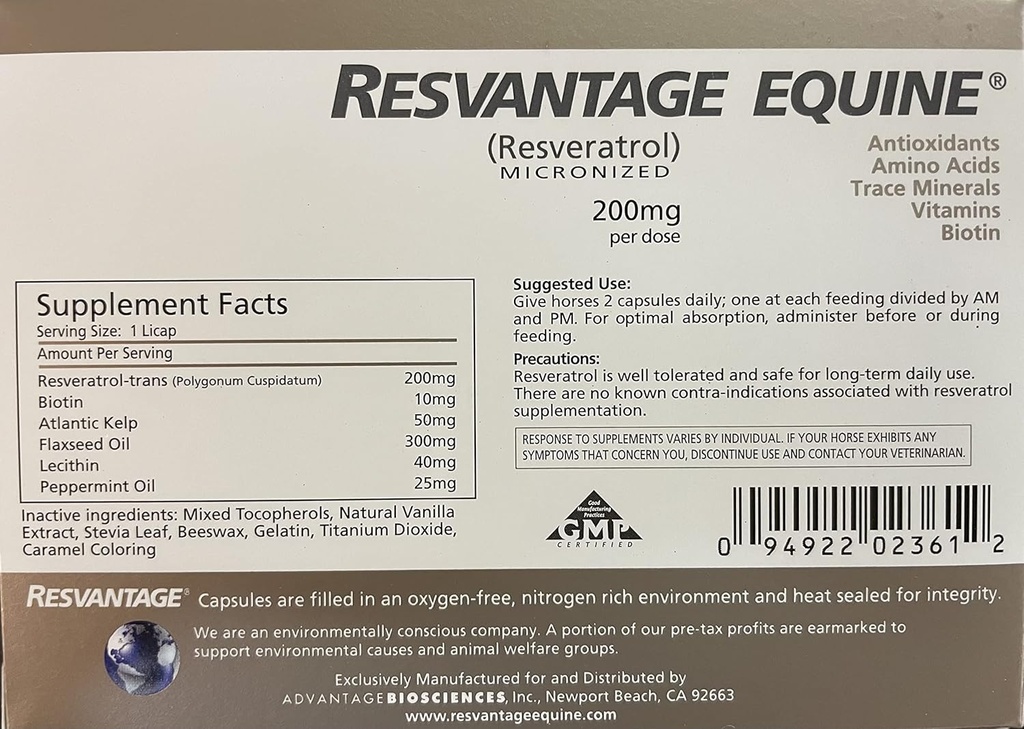 RESVANTAGE EQUINE®
(Resveratrol)
MICRONIZED
200mg
per dose
Antioxidants
Amino Acids
Trace Minerals
Vitamins
Biotin
Supplement Facts
Serving Size: 1 Licap
Amount Per Serving
Resveratrol-trans (Polygonum Cuspidatum) 200mg
Biotin 10mg
Atlantic Kelp 50mg
Flaxseed Oil 300mg
Lecithin 40mg
Peppermint Oil 25mg
Inactive ingredients: Mixed Tocopherols, Natural Vanilla
Extract, Stevia Leaf, Beeswax, Gelatin, Titanium Dioxide,
Caramel Coloring
Suggested Use:
Give horses 2 capsules daily; one at each feeding divided by AM
and PM. For optimal absorption, administer before or during
feeding.
Precautions:
Resveratrol is well tolerated and safe for long-term daily use.
There are no known contra-indications associated with resveratrol
supplementation.
RESPONSE TO SUPPLEMENTS VARIES BY INDIVIDUAL. IF YOUR HORSE EXHIBITS ANY
SYMPTOMS THAT CONCERN YOU, DISCONTINUE USE AND CONTACT YOUR VETERINARIAN.
Good
Manufacturing
Practices
GMP
CERTIFIED
0 94922 02361 2
RESVANTAGE® Capsules are filled in an oxygen-free, nitrogen rich environment and heat sealed for integrity.
We are an environmentally conscious company. A portion of our pre-tax profits are earmarked to
support environmental causes and animal welfare groups.
Exclusively Manufactured for and Distributed by
ADVANTAGEBIOSCIENCES, Inc., Newport Beach, CA 92663
www.resvantageequine.com